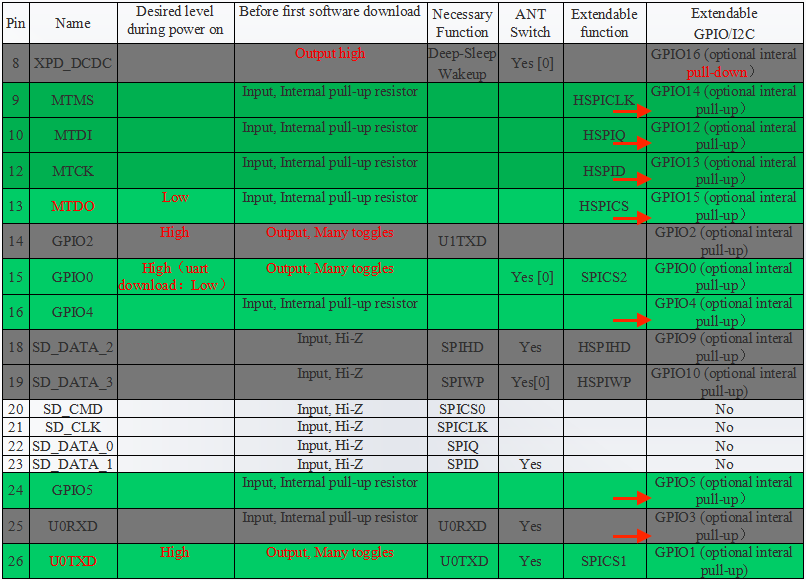 Pin Name Desired level during power on Before first software download Necessary Function ANT Switch Extendable function Extendable GPIO/I2C
8 XPD_DCDC Output high Deep-Sleep Wakeup Yes [0] GPIO16 (optional interal pull-down）
9 MTMS Input, Internal pull-up resistor HSPICLK GPIO14 (optional interal pull-up）
10 MTDI Input, Internal pull-up resistor HSPIQ GPIO12 (optional interal pull-up）
12 MTCK Input, Internal pull-up resistor HSPID GPIO13 (optional interal pull-up）
13 MTDO Low Input, Internal pull-up resistor HSPICS GPIO15 (optional interal pull-up）
14 GPIO2 High Output, Many toggles U1TXD GPIO2 (optional interal pull-up)
15 GPIO0 High（uart download：Low） Output, Many toggles Yes [0] SPICS2 GPIO0 (optional interal pull-up）
16 GPIO4 Input, Internal pull-up resistor GPIO4 (optional interal pull-up）
18 SD_DATA_2 Input, Hi-Z SPIHD Yes HSPIHD GPIO9 (optional interal pull-up）
19 SD_DATA_3 Input, Hi-Z SPIWP Yes[0] HSPIWP GPIO10 (optional interal pull-up)
20 SD_CMD Input, Hi-Z SPICS0 No
21 SD_CLK Input, Hi-Z SPICLK No
22 SD_DATA_0 Input, Hi-Z SPIQ No
23 SD_DATA_1 Input, Hi-Z SPID Yes No
24 GPIO5 Input, Internal pull-up resistor GPIO5 (optional interal pull-up）
25 U0RXD Input, Internal pull-up resistor U0RXD Yes GPIO3 (optional interal pull-up）
26 U0TXD High Output, Many toggles U0TXD Yes SPICS1 GPIO1 (optional interal pull-up)